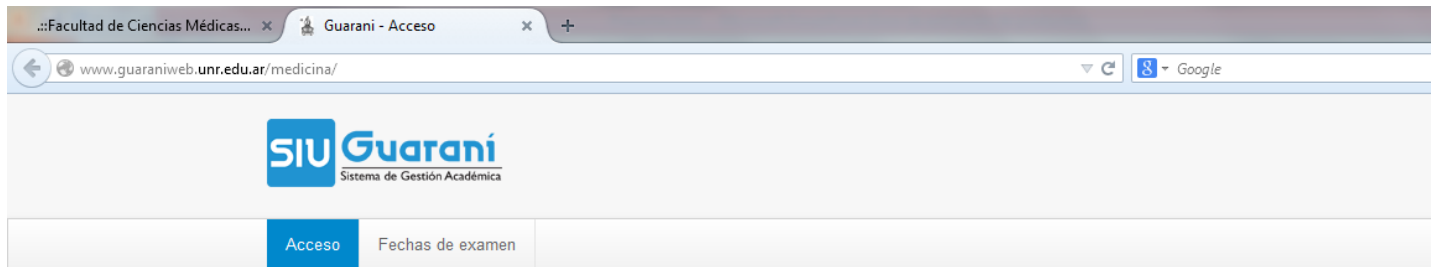 .::Facultad de Ciencias Médicas...
Guarani - Acceso
www.guaraniweb.unr.edu.ar/medicina/
8
Google
SIU Guaraní
Sistema de Gestión Académica
Acceso
Fechas de examen